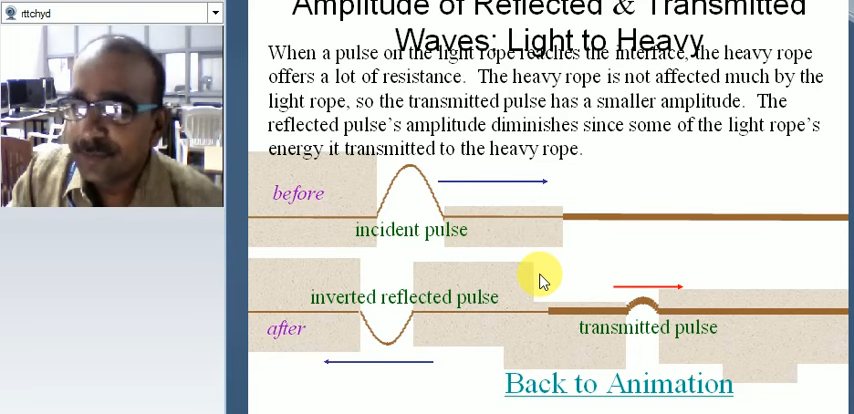 rttchyd
Amplitude of Reflected & Transmitted
Waves: Light to Heavy
When a pulse on the light rope reaches the interface, the heavy rope
offers a lot of resistance. The heavy rope is not affected much by the
light rope, so the transmitted pulse has a smaller amplitude. The
reflected pulse's amplitude diminishes since some of the light rope's
energy it transmitted to the heavy rope.
before
incident pulse
inverted reflected pulse
after
transmitted pulse
Back to Animation